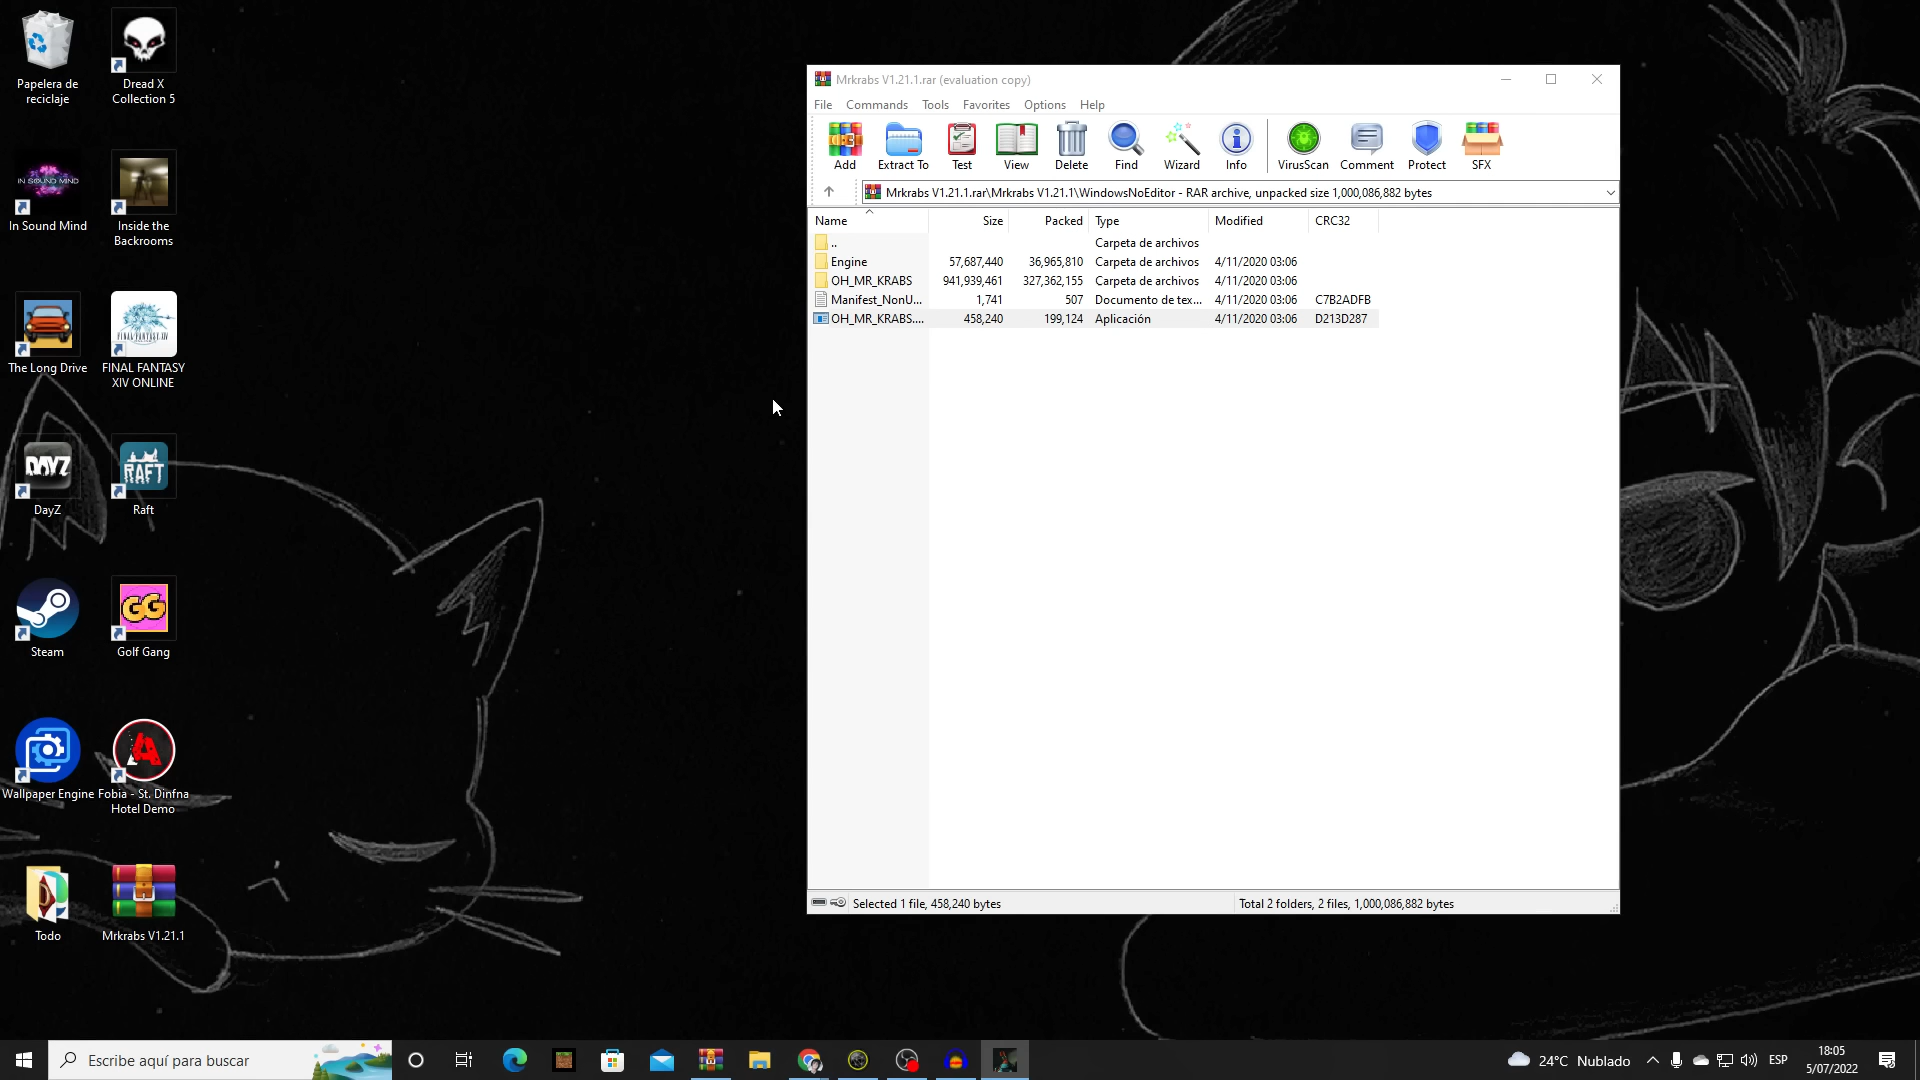 Papelera de
reciclaje
Dread X
Collection 5
IN SOUND MIND
In Sound Mind
Inside the
Backrooms
The Long Drive
FINAL FANTASY
XIV ONLINE
DAYZ
DayZ
RAFT
Raft
Steam
GG
Golf Gang
Wallpaper Engine
Fobia - St. Dinfna
Hotel Demo
Todo
Mrkrabs V1.21.1
Mrkrabs V1.21.1.rar (evaluation copy)
File Commands Tools Favorites Options Help
Add Extract To Test View Delete Find Wizard Info VirusScan Comment Protect SFX
Mrkrabs V1.21.1.rar\Mrkrabs V1.21.1\WindowsNoEditor - RAR archive, unpacked size 1,000,086,882 bytes
Name Size Packed Type Modified CRC32
.. Carpeta de archivos
Engine 57,687,440 36,965,810 Carpeta de archivos 4/11/2020 03:06
OH_MR_KRABS 941,939,461 327,362,155 Carpeta de archivos 4/11/2020 03:06
Manifest_NonU... 1,741 507 Documento de tex... 4/11/2020 03:06 C7B2ADFB
OH_MR_KRABS.... 458,240 199,124 Aplicación 4/11/2020 03:06 D213D287
Selected 1 file, 458,240 bytes
Total 2 folders, 2 files, 1,000,086,882 bytes
Escribe aquí para buscar
24°C Nublado
ESP
18:05
5/07/2022